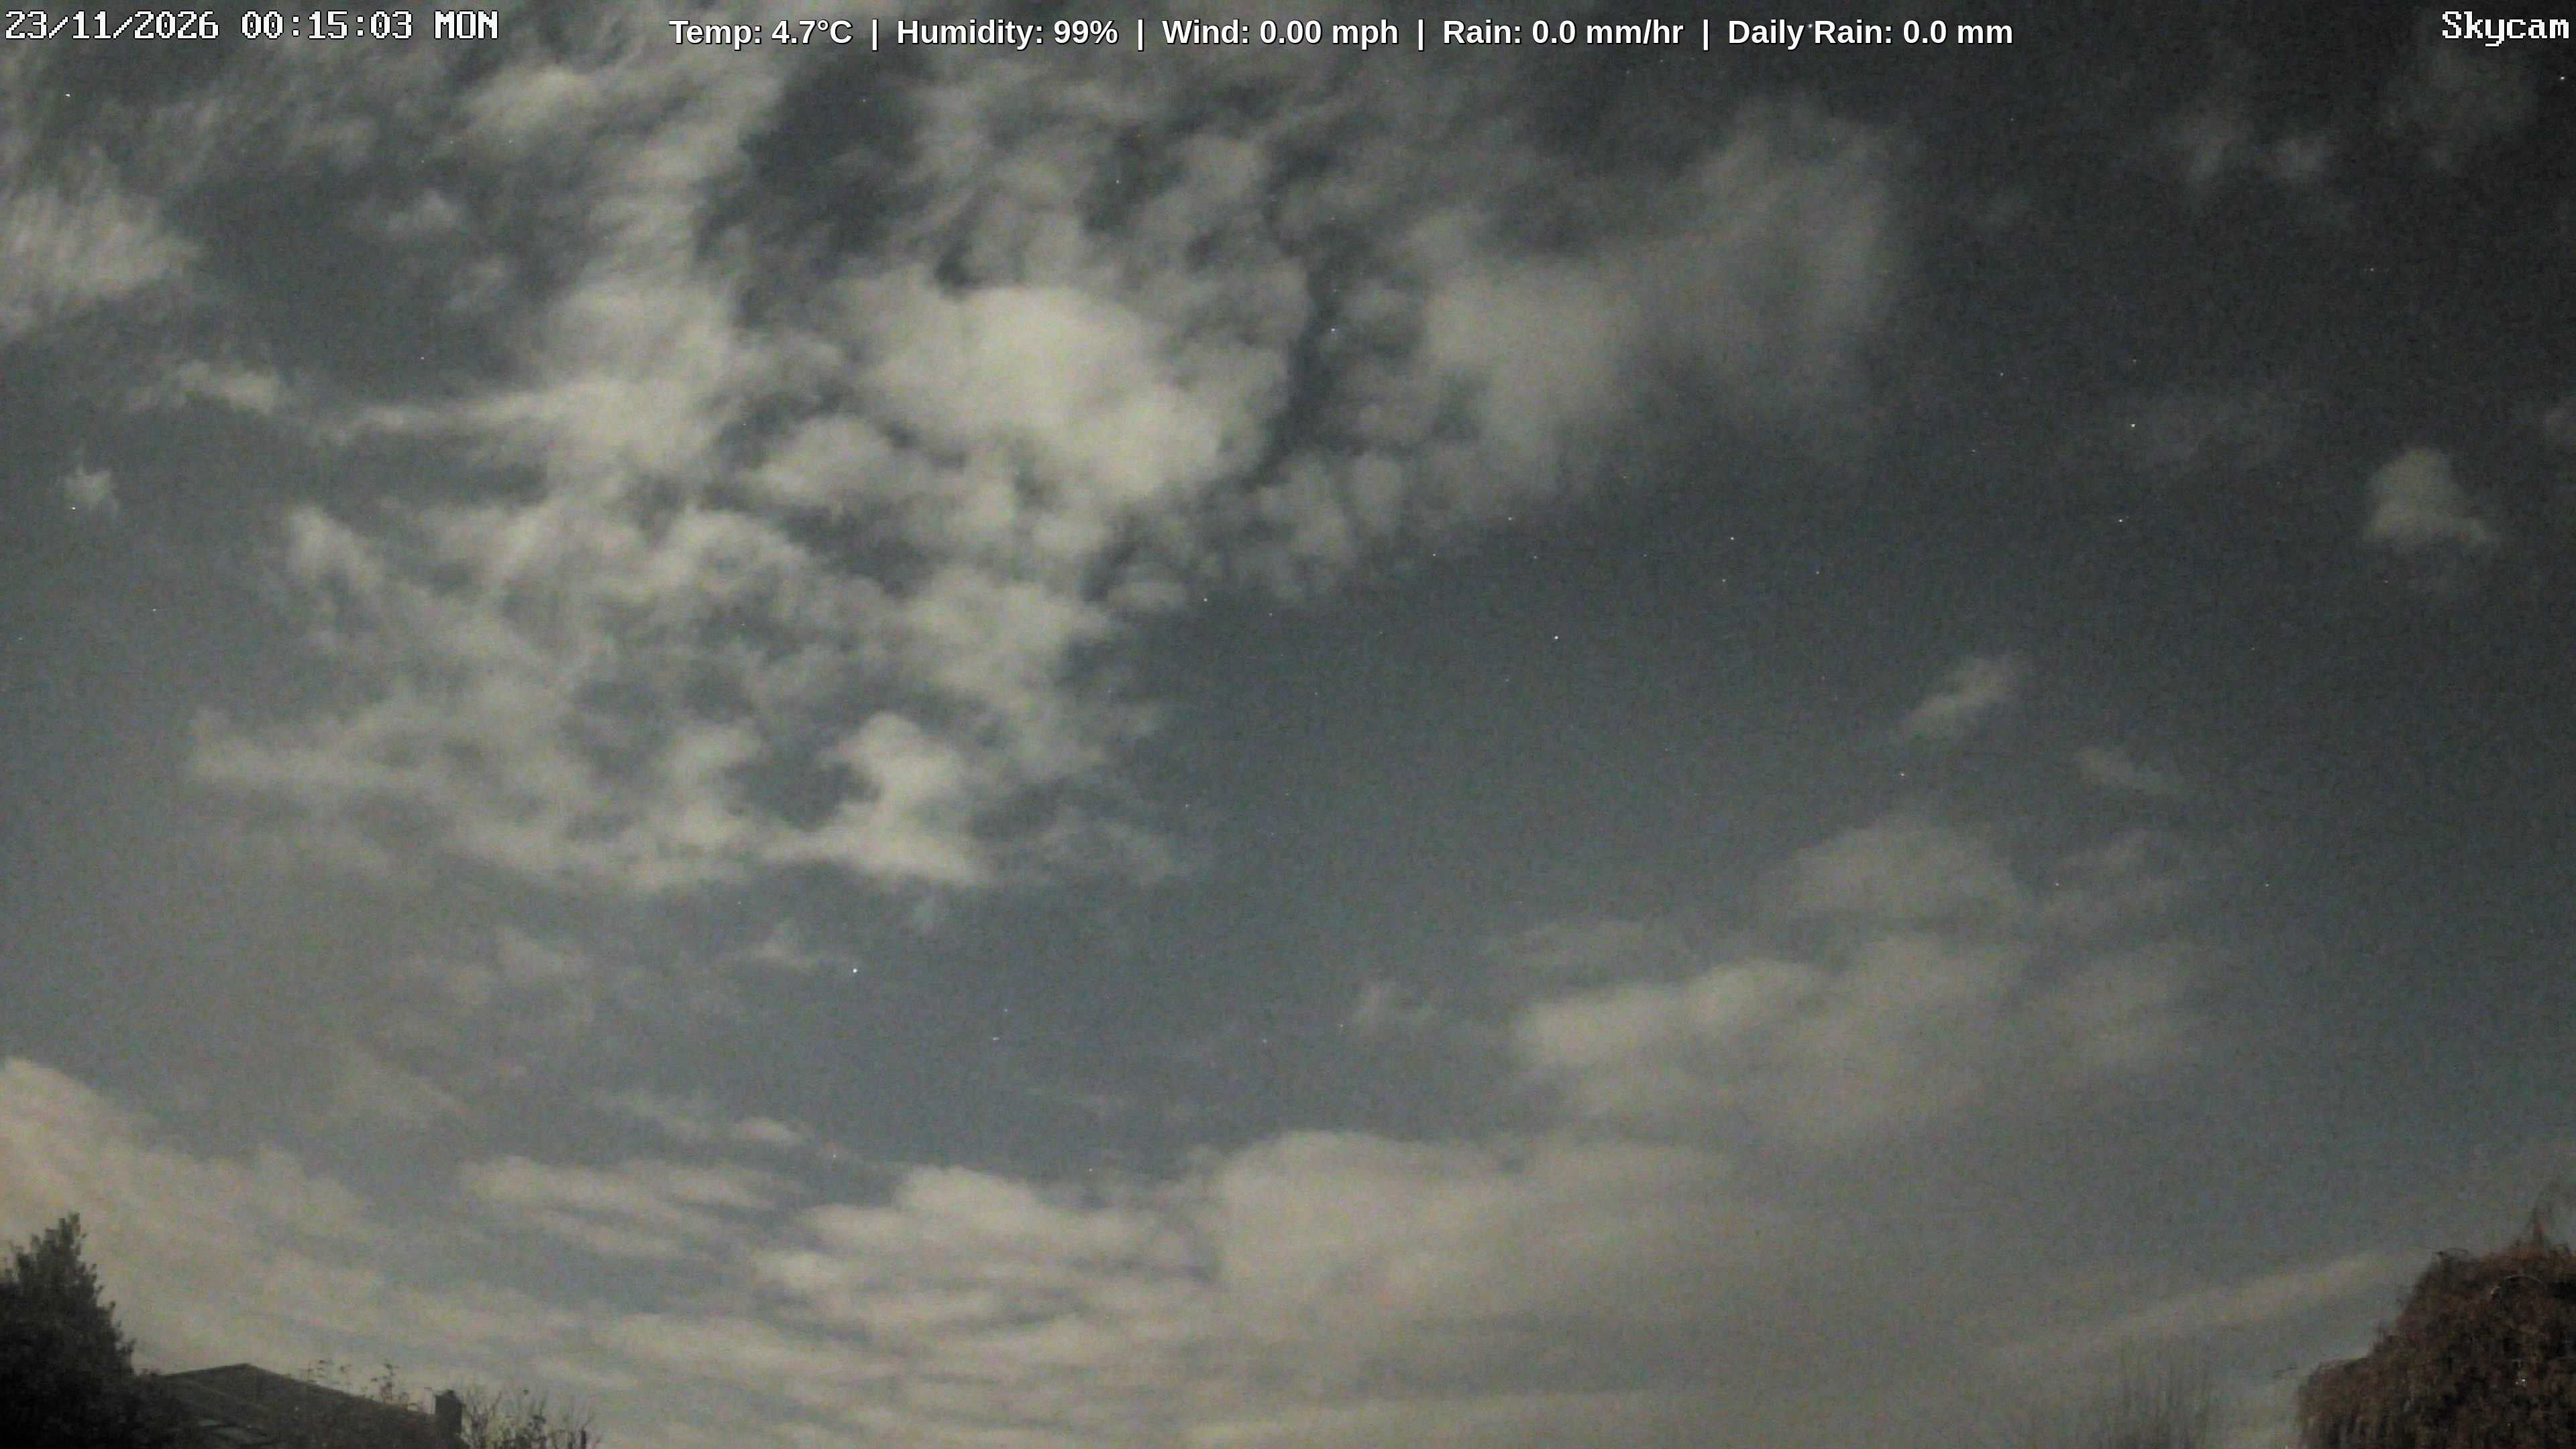 23/11/2026 00:15:03 MON
Temp: 4.7°C | Humidity: 99% | Wind: 0.00 mph | Rain: 0.0 mm/hr | Daily Rain: 0.0 mm
Skycam